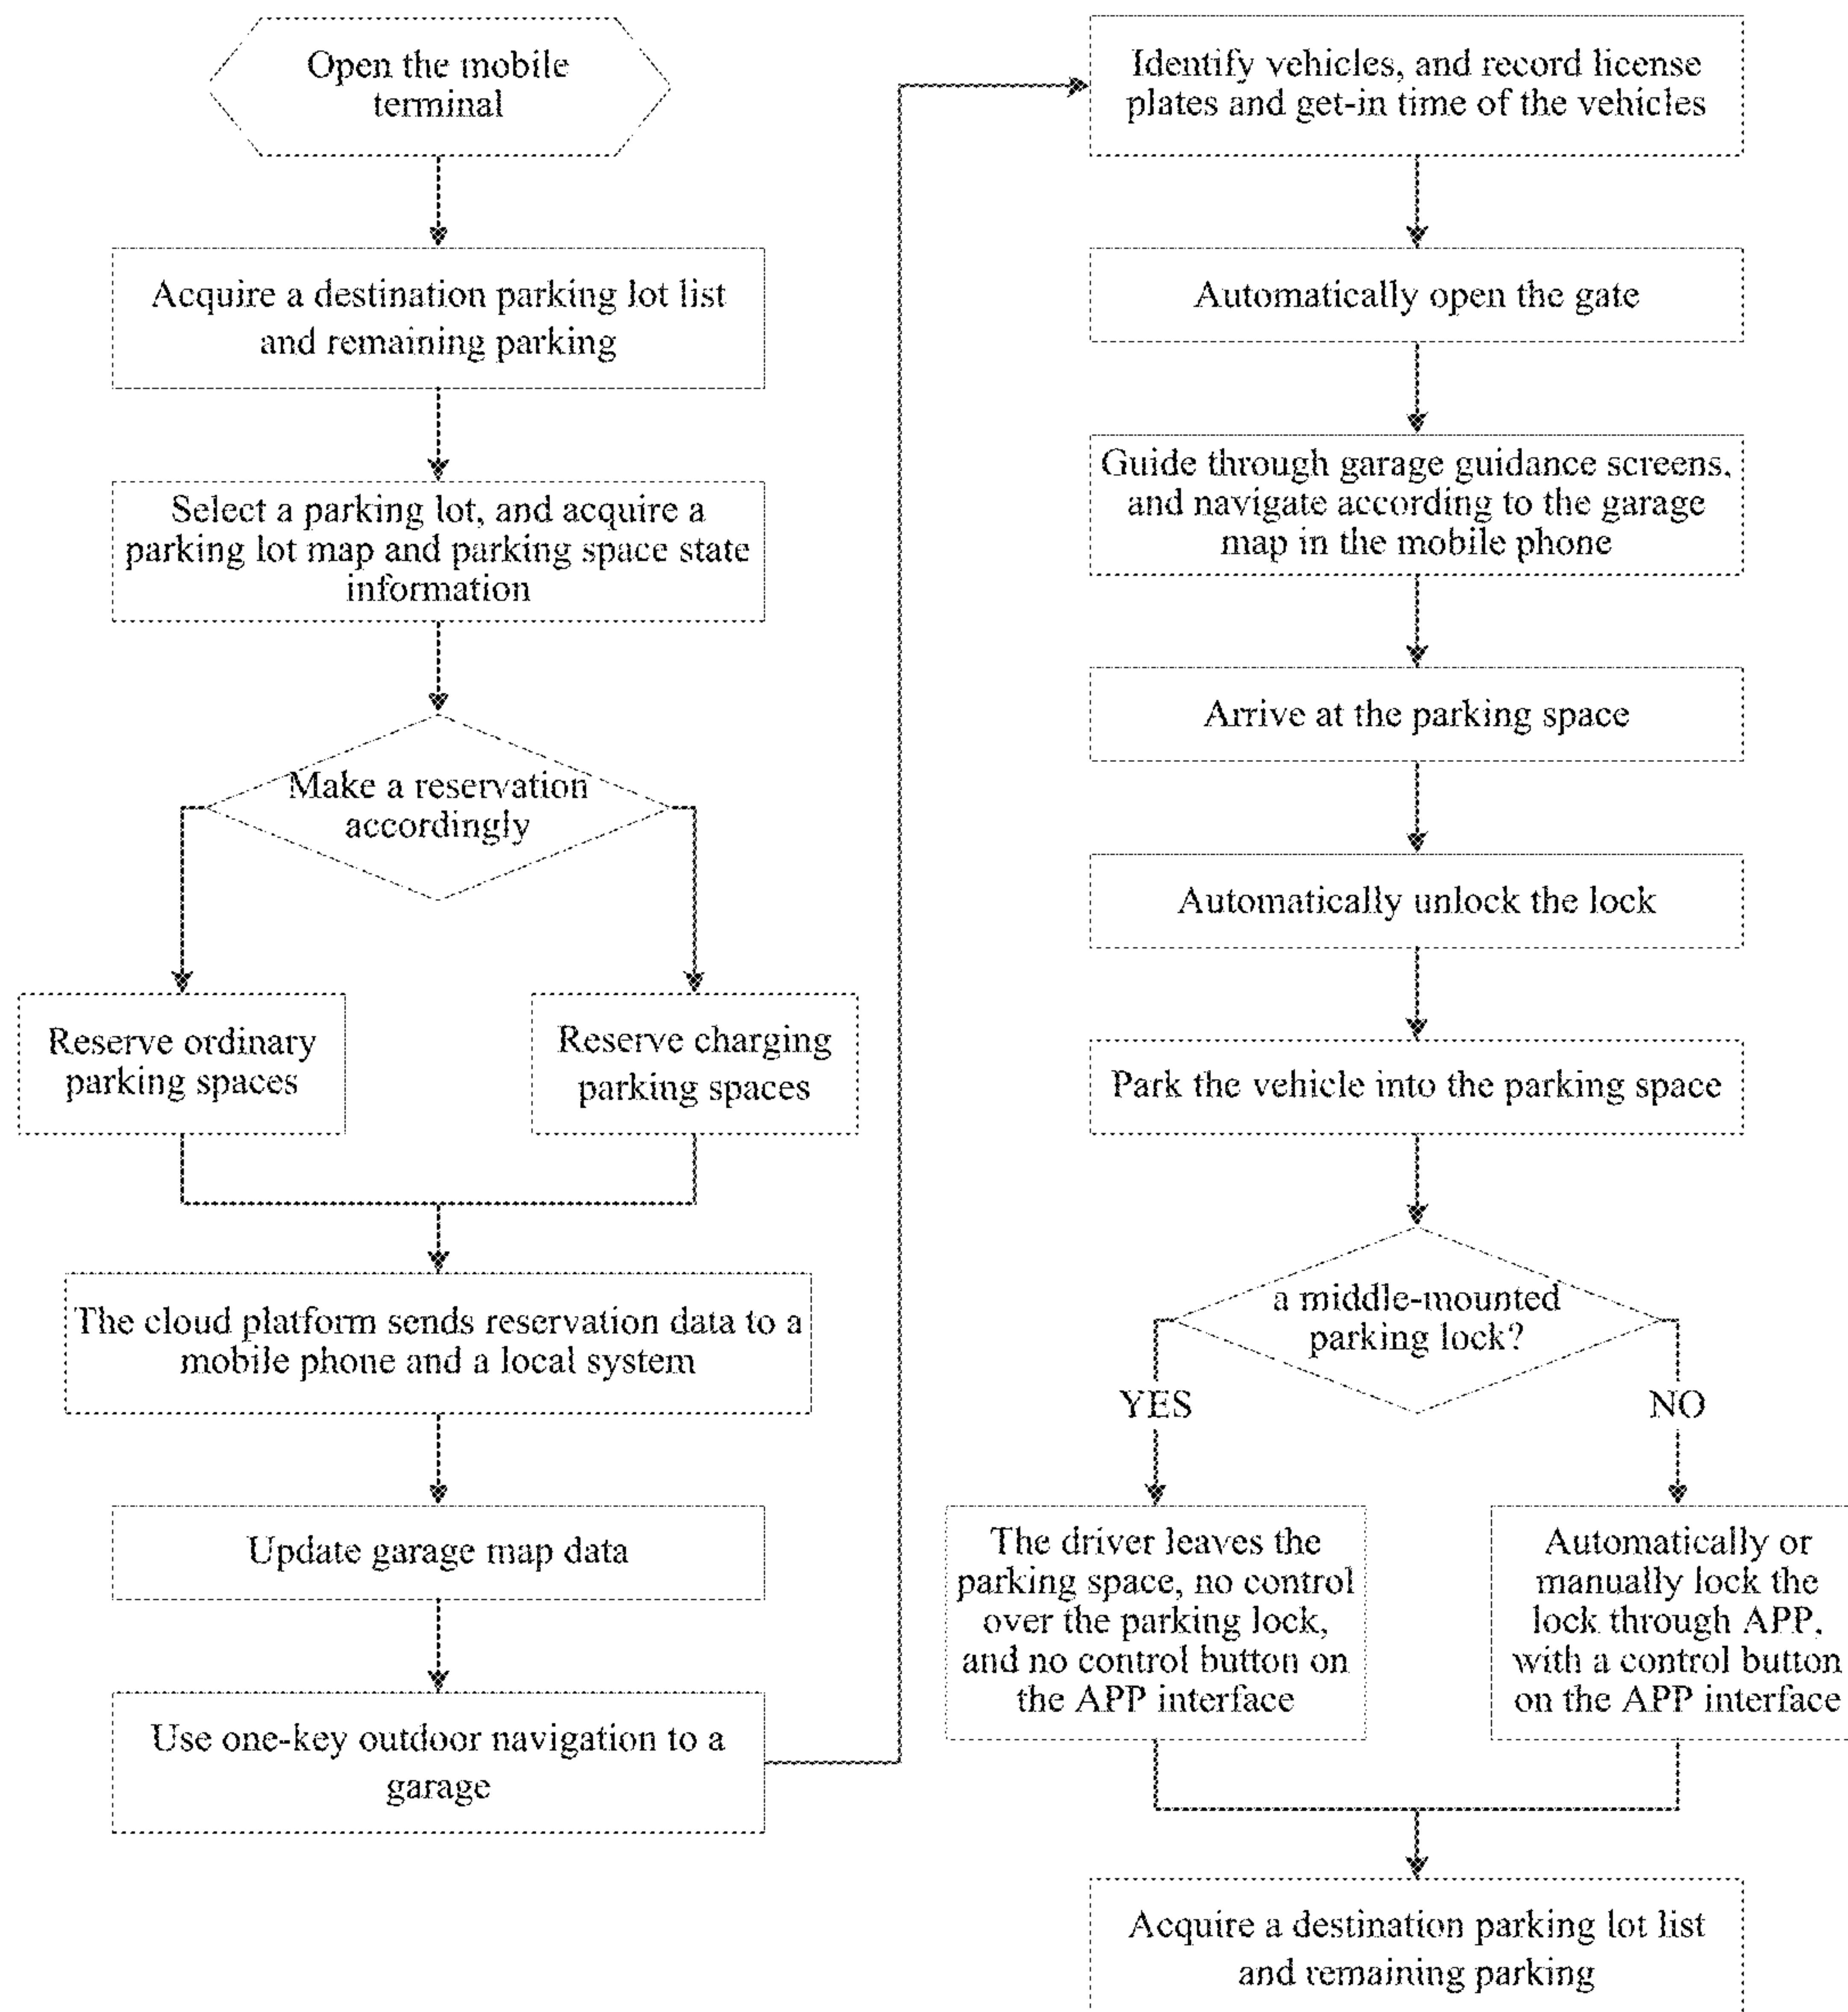 Open the mobile
terminal
Acquire a destination parking lot list
and remaining parking
Select a parking lot, and acquire a
parking lot map and parking space state
information
Make a reservation
accordingly
Reserve ordinary
parking spaces
Reserve charging
parking spaces
The cloud platform sends reservation data to a
mobile phone and a local system
Update garage map data
Use one-key outdoor navigation to a
garage
Identify vehicles, and record license
plates and get-in time of the vehicles
Automatically open the gate
Guide through garage guidance screens,
and navigate according to the garage
map in the mobile phone
Arrive at the parking space
Automatically unlock the lock
Park the vehicle into the parking space
a middle-mounted
parking lock?
YES
NO
The driver leaves the
parking space, no control
over the parking lock,
and no control button on
the APP interface
Automatically or
manually lock the
lock through APP,
with a control button
on the APP interface
Acquire a destination parking lot list
and remaining parking